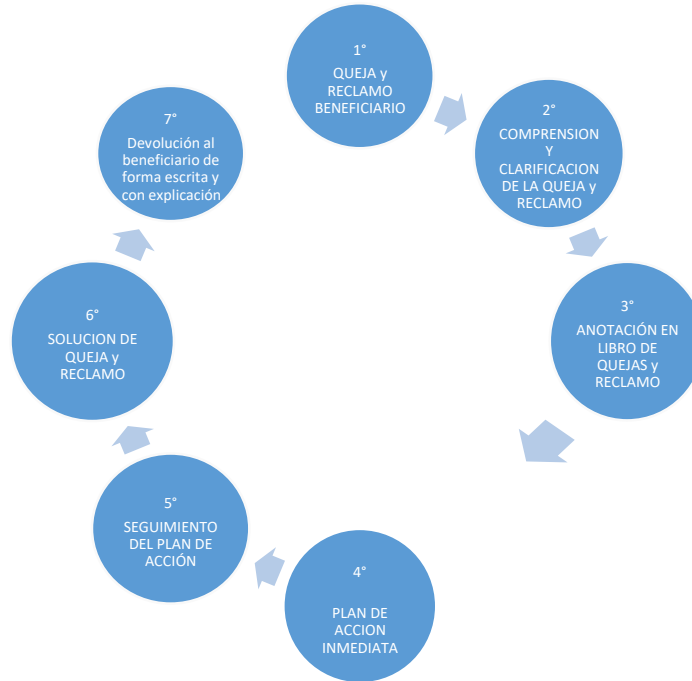 1°
QUEJA y
RECLAMO
BENEFICIARIO
2°
COMPRENSION
Y
CLARIFICACION
DE LA QUEJA y
RECLAMO
3°
ANOTACIÓN EN
LIBRO DE
QUEJAS y
RECLAMO
4°
PLAN DE
ACCION
INMEDIATA
5°
SEGUIMIENTO
DEL PLAN DE
ACCIÓN
6°
SOLUCION DE
QUEJA y
RECLAMO
7°
Devolución al
beneficiario de
forma escrita y
con explicación